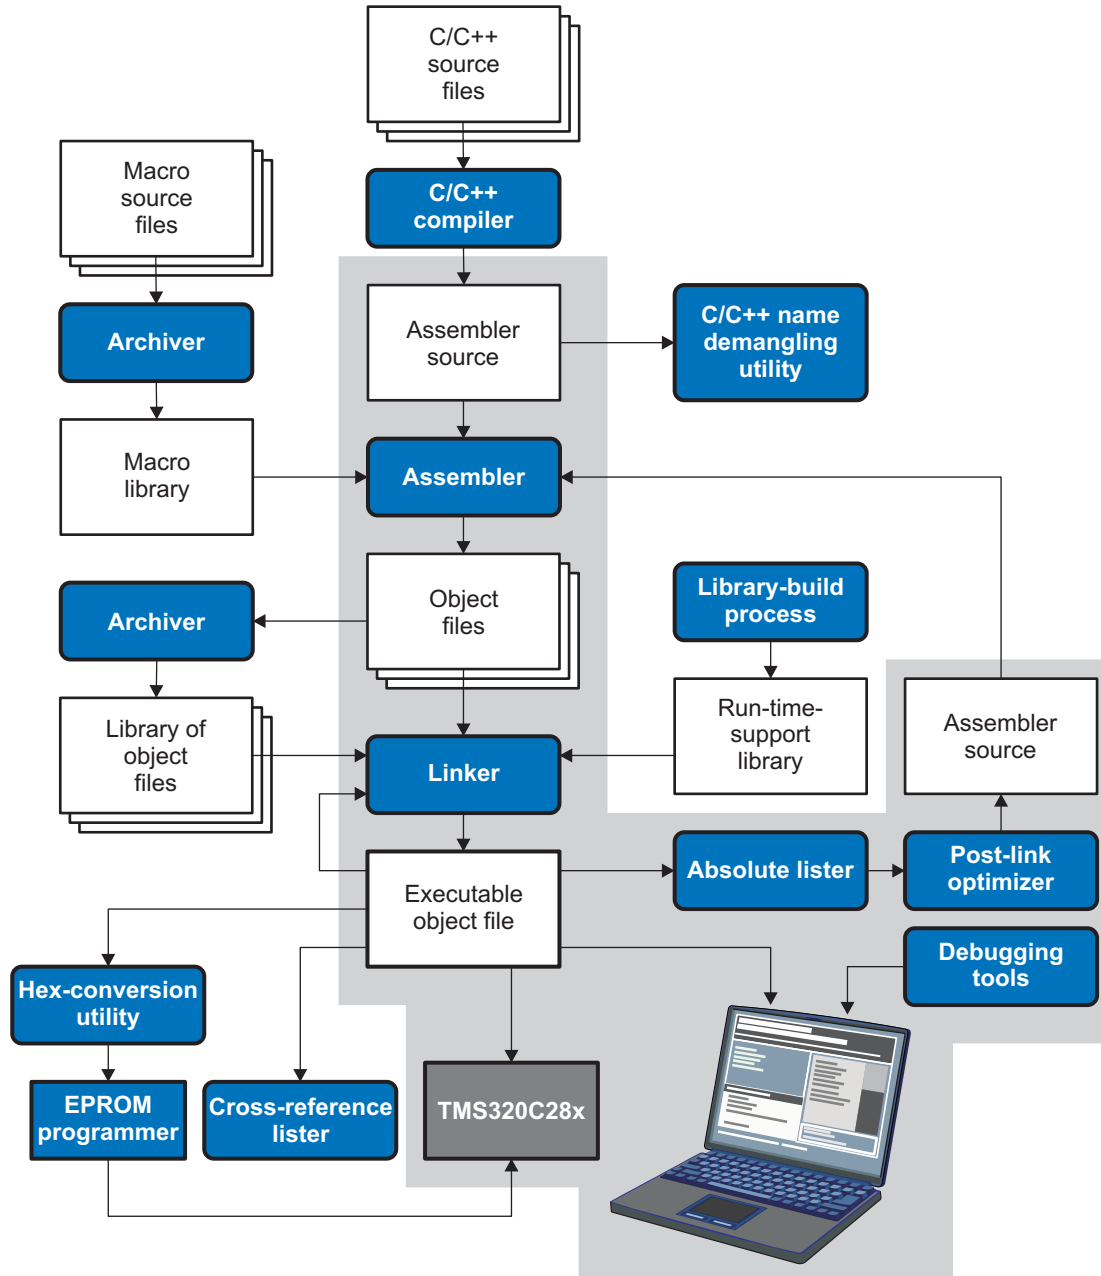 C/C++
source
files
Macro
source
files
C/C++
compiler
Archiver
Assembler
source
C/C++ name
demangling
utility
Macro
library
Assembler
Archiver
Object
files
Library-build
process
Library of
object
files
Linker
Run-time-
support
library
Assembler
source
Executable
object file
Absolute lister
Post-link
optimizer
Debugging
tools
Hex-conversion
utility
EPROM
programmer
Cross-reference
lister
TMS320C28x